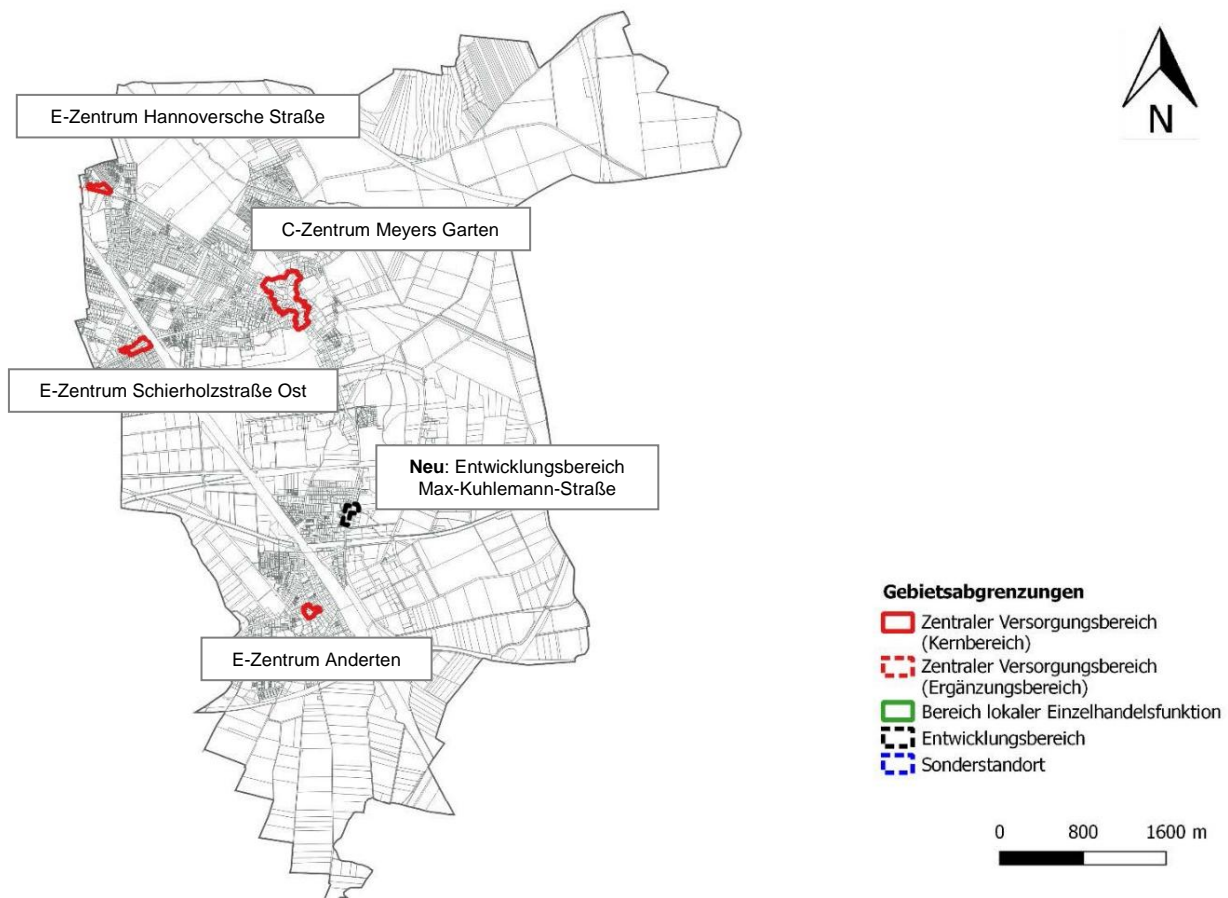 E-Zentrum Hannoversche Straße
N
C-Zentrum Meyers Garten
E-Zentrum Schierholzstraße Ost
Neu: Entwicklungsbereich
Max-Kuhlemann-Straße
E-Zentrum Anderten
Gebietsabgrenzungen
Zentraler Versorgungsbereich
(Kernbereich)
Zentraler Versorgungsbereich
(Ergänzungsbereich)
Bereich lokaler Einzelhandelsfunktion
Entwicklungsbereich
Sonderstandort
0 800 1600 m